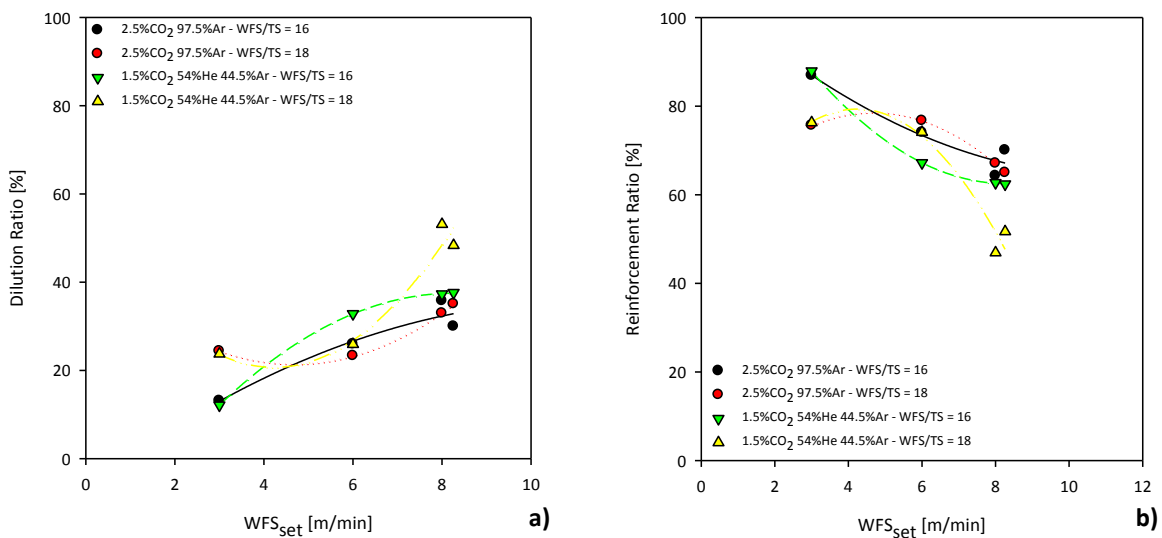 100
80
60
40
20
0
Dilution Ratio [%]
2.5%CO2 97.5%Ar - WFS/TS = 16
2.5%CO2 97.5%Ar - WFS/TS = 18
1.5%CO2 54%He 44.5%Ar - WFS/TS = 16
1.5%CO2 54%He 44.5%Ar - WFS/TS = 18
0 2 4 6 8 10
WFSset [m/min]
a)
100
80
60
40
20
0
Reinforcement Ratio [%]
2.5%CO2 97.5%Ar - WFS/TS = 16
2.5%CO2 97.5%Ar - WFS/TS = 18
1.5%CO2 54%He 44.5%Ar - WFS/TS = 16
1.5%CO2 54%He 44.5%Ar - WFS/TS = 18
0 2 4 6 8 10 12
WFSset [m/min]
b)